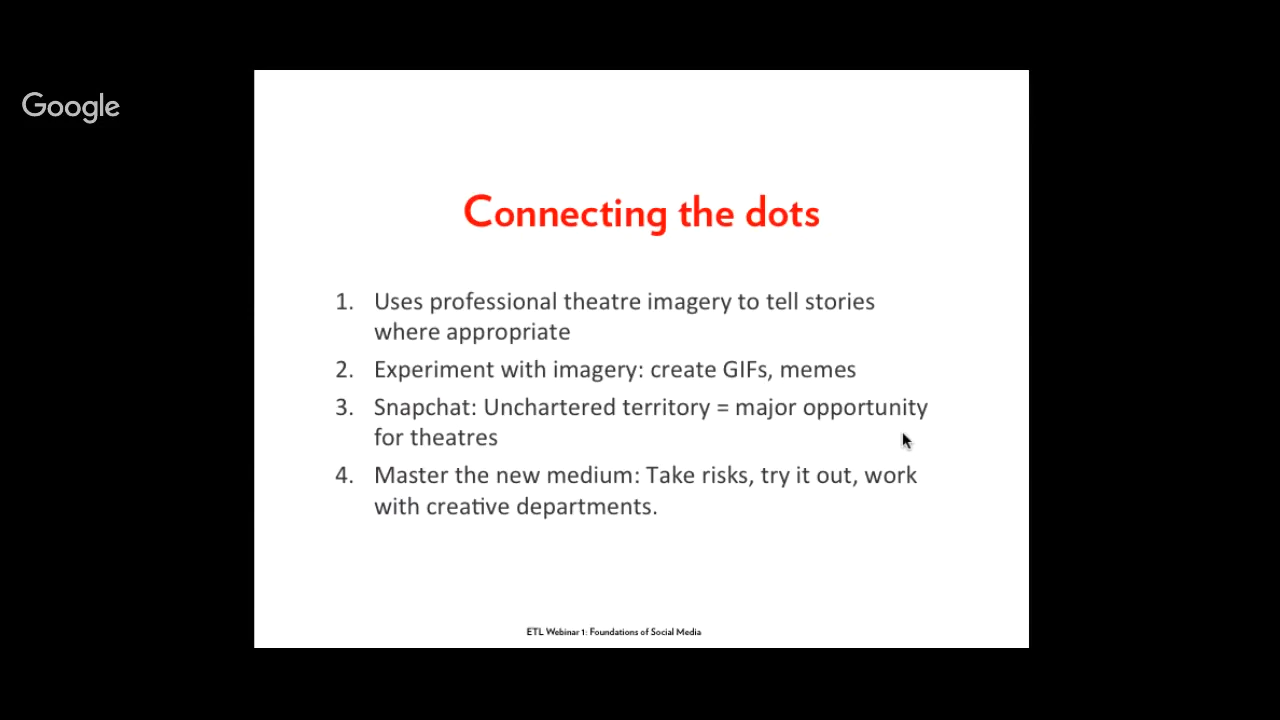 Google
Connecting the dots
1. Uses professional theatre imagery to tell stories
where appropriate
2. Experiment with imagery: create GIFs, memes
3. Snapchat: Unchartered territory = major opportunity
for theatres
4. Master the new medium: Take risks, try it out, work
with creative departments.
ETL Webinar 1: Foundations of Social Media